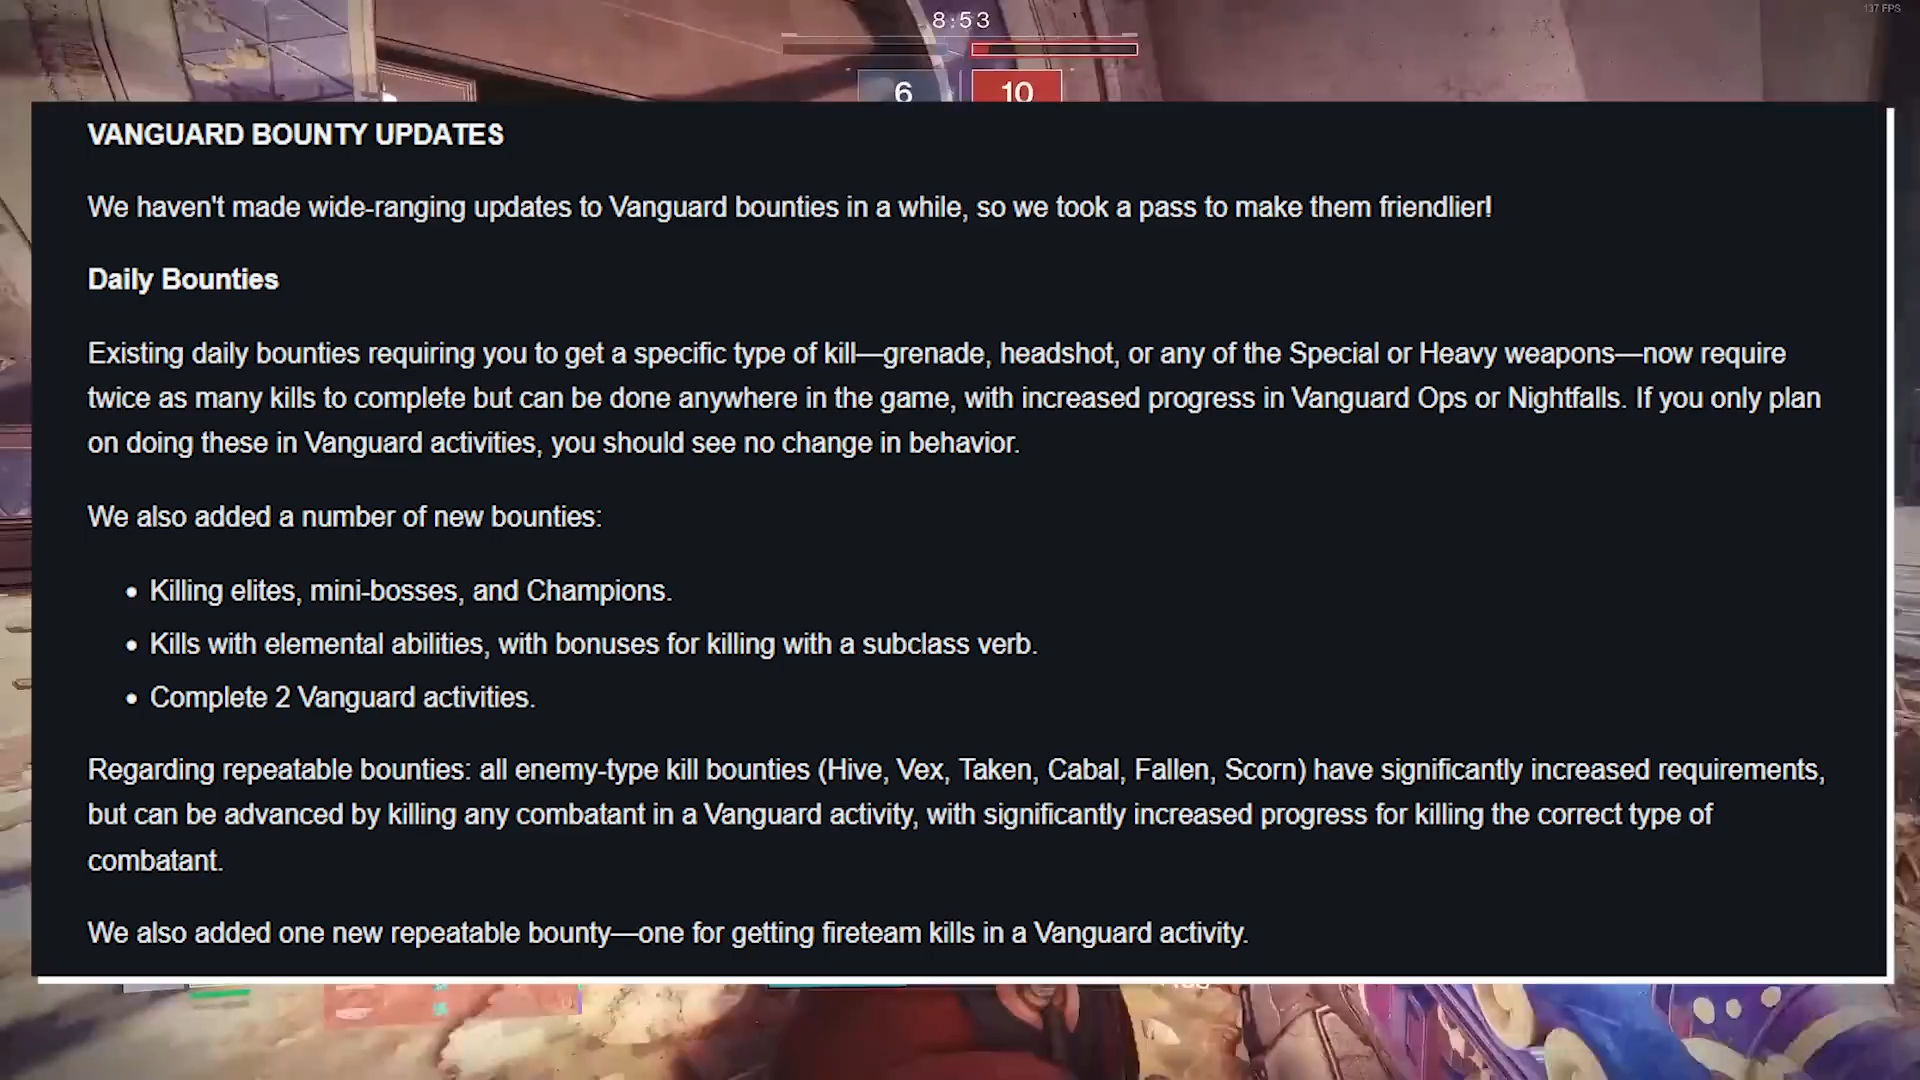 137 FPS
8:53
6 10
VANGUARD BOUNTY UPDATES
We haven't made wide-ranging updates to Vanguard bounties in a while, so we took a pass to make them friendlier!
Daily Bounties
Existing daily bounties requiring you to get a specific type of kill—grenade, headshot, or any of the Special or Heavy weapons—now require
twice as many kills to complete but can be done anywhere in the game, with increased progress in Vanguard Ops or Nightfalls. If you only plan
on doing these in Vanguard activities, you should see no change in behavior.
We also added a number of new bounties:
• Killing elites, mini-bosses, and Champions.
• Kills with elemental abilities, with bonuses for killing with a subclass verb.
• Complete 2 Vanguard activities.
Regarding repeatable bounties: all enemy-type kill bounties (Hive, Vex, Taken, Cabal, Fallen, Scorn) have significantly increased requirements,
but can be advanced by killing any combatant in a Vanguard activity, with significantly increased progress for killing the correct type of
combatant.
We also added one new repeatable bounty—one for getting fireteam kills in a Vanguard activity.